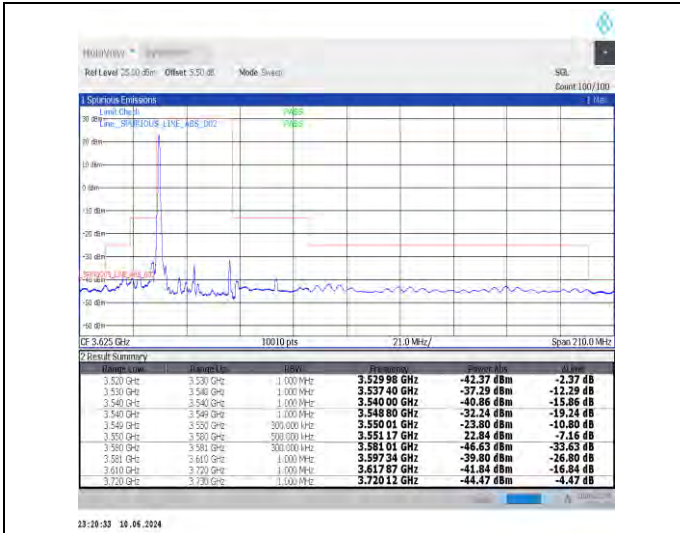 MultiView Spectrum
Ref Level 25.00 dBm Offset 3.50 dB Mode Sweep SGL
Count 100/100
1 Spurious Emissions 1 Max
Limit Check PASS
Line _SPURIOUS_LINE_ABS_002 PASS
30 dBm
20 dBm
10 dBm
0 dBm
-10 dBm
-20 dBm
-30 dBm
_SPURIOUS_LINE_ABS_002
-40 dBm
-50 dBm
-60 dBm
CF 3.625 GHz 10010 pts 21.0 MHz/ Span 210.0 MHz
2 Result Summary
Range Low Range Up RBW Frequency Power Abs ΔLimit
3.520 GHz 3.530 GHz 1.000 MHz 3.529 98 GHz -42.37 dBm -2.37 dB
3.530 GHz 3.540 GHz 1.000 MHz 3.537 40 GHz -37.29 dBm -12.29 dB
3.540 GHz 3.540 GHz 1.000 MHz 3.540 00 GHz -40.86 dBm -15.86 dB
3.540 GHz 3.549 GHz 1.000 MHz 3.548 80 GHz -32.24 dBm -19.24 dB
3.549 GHz 3.550 GHz 300.000 kHz 3.550 01 GHz -23.80 dBm -10.80 dB
3.550 GHz 3.580 GHz 500.000 kHz 3.551 17 GHz 22.84 dBm -7.16 dB
3.580 GHz 3.581 GHz 300.000 kHz 3.581 01 GHz -46.63 dBm -33.63 dB
3.581 GHz 3.610 GHz 1.000 MHz 3.597 34 GHz -39.80 dBm -26.80 dB
3.610 GHz 3.720 GHz 1.000 MHz 3.617 87 GHz -41.84 dBm -16.84 dB
3.720 GHz 3.730 GHz 1.000 MHz 3.720 12 GHz -44.47 dBm -4.47 dB
23:20:33 10.06.2024